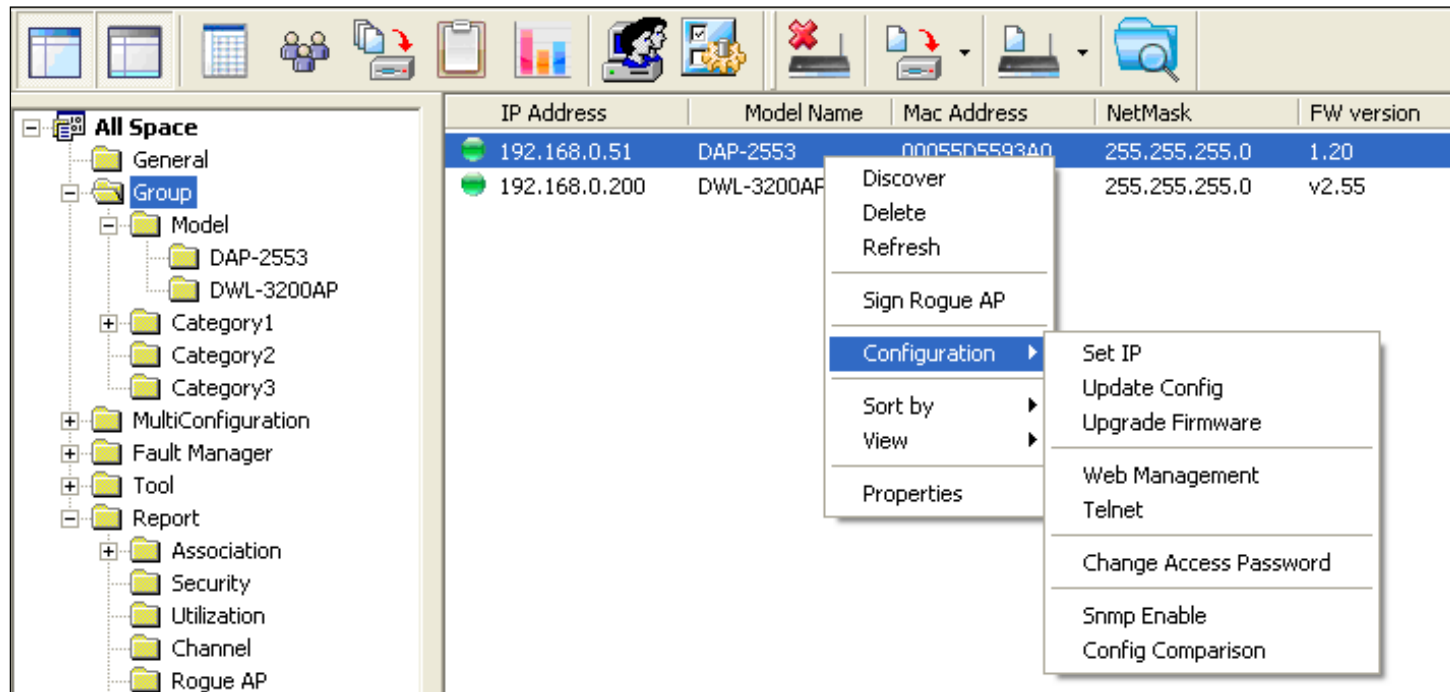 IP Address Model Name Mac Address NetMask FW version
192.168.0.51 DAP-2553 00055D5593A0 255.255.255.0 1.20
192.168.0.200 DWL-3200AP 255.255.255.0 v2.55
All Space
General
Group
Model
DAP-2553
DWL-3200AP
Category1
Category2
Category3
MultiConfiguration
Fault Manager
Tool
Report
Association
Security
Utilization
Channel
Rogue AP
Discover
Delete
Refresh
Sign Rogue AP
Configuration
Sort by
View
Properties
Set IP
Update Config
Upgrade Firmware
Web Management
Telnet
Change Access Password
Snmp Enable
Config Comparison